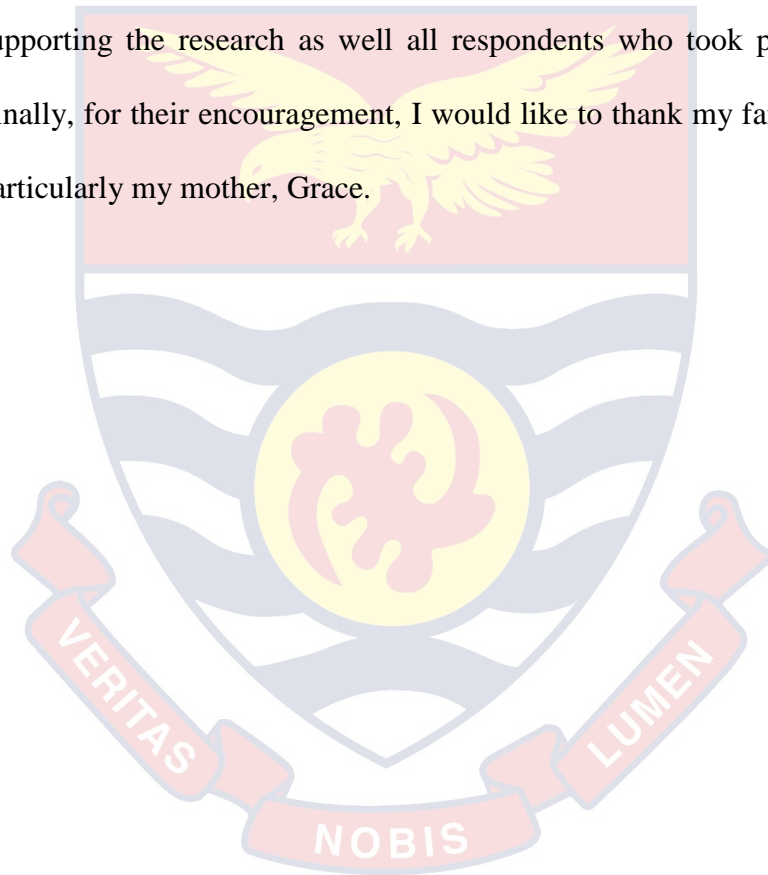 upporting the research as well all respondents who took p
inally, for their encouragement, I would like to thank my fa
articularly my mother, Grace.
VERITAS
NOBIS
LUMEN